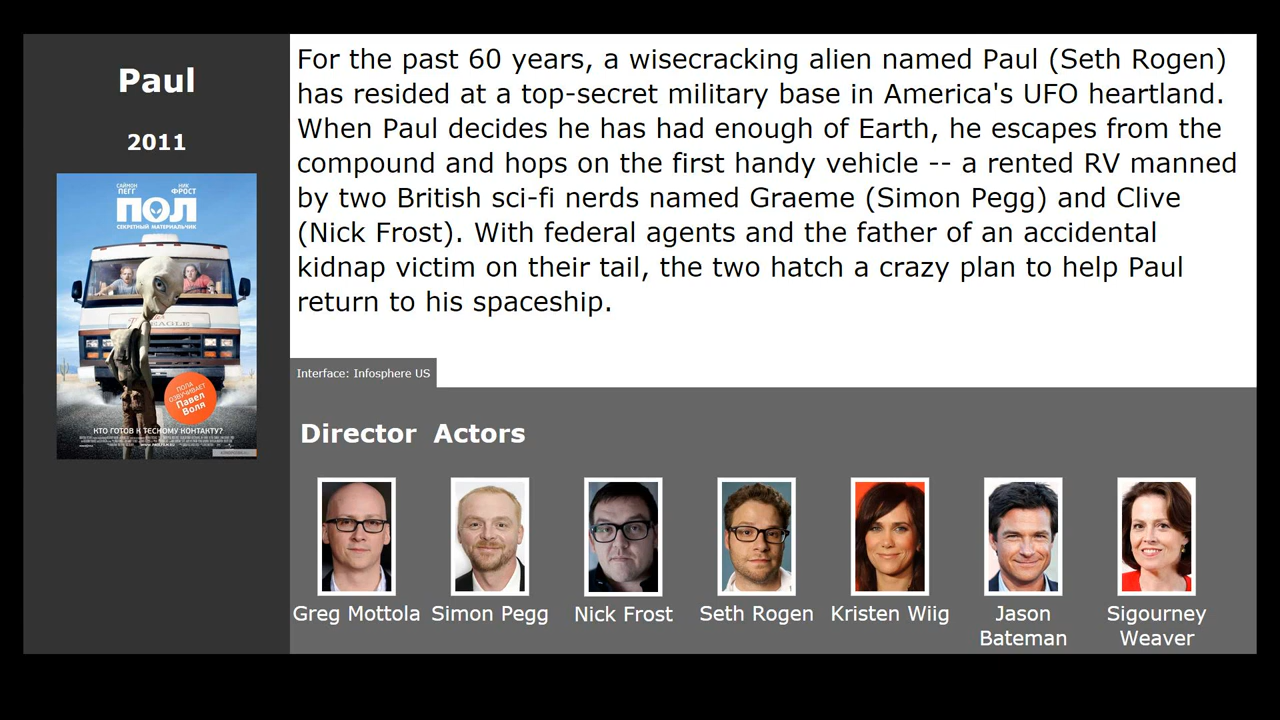 Paul
2011
САЙМОН ПЕГГ
НИК ФРОСТ
ПОЛ
СЕКРЕТНЫЙ МАТЕРИАЛЬЧИК
EAGLE
ПОЛА
ОЗВУЧИВАЕТ
Павел
Воля
КТО ГОТОВ К ТЕСНОМУ КОНТАКТУ?
For the past 60 years, a wisecracking alien named Paul (Seth Rogen)
has resided at a top-secret military base in America's UFO heartland.
When Paul decides he has had enough of Earth, he escapes from the
compound and hops on the first handy vehicle -- a rented RV manned
by two British sci-fi nerds named Graeme (Simon Pegg) and Clive
(Nick Frost). With federal agents and the father of an accidental
kidnap victim on their tail, the two hatch a crazy plan to help Paul
return to his spaceship.
Interface: Infosphere US
Director Actors
Greg Mottola Simon Pegg Nick Frost Seth Rogen Kristen Wiig Jason Bateman Sigourney Weaver